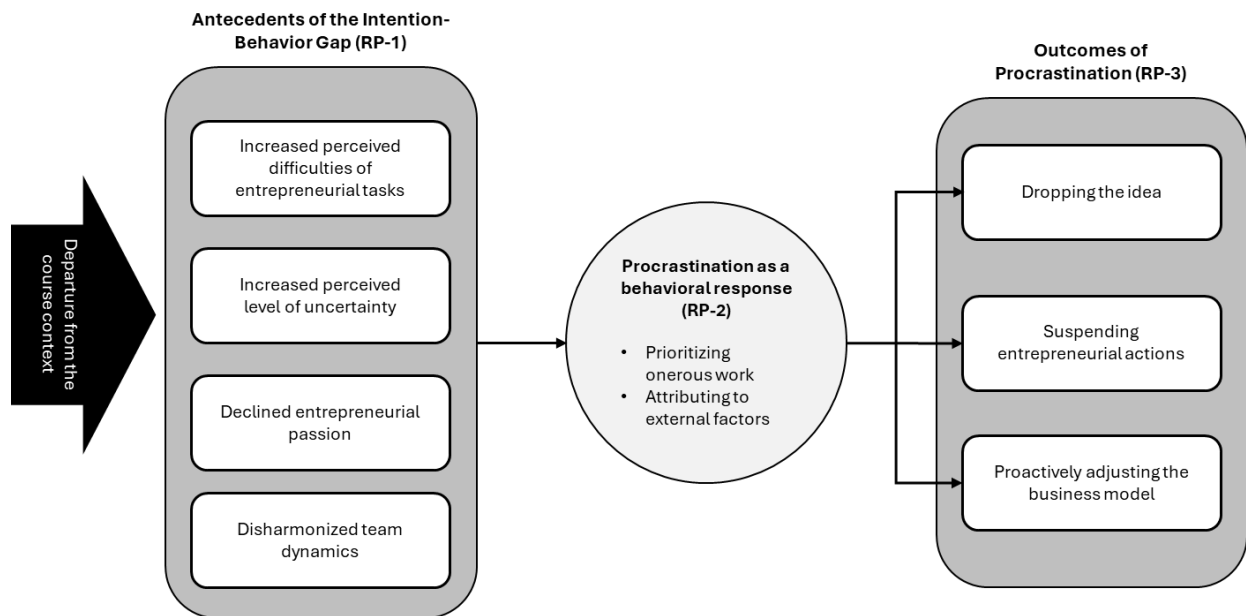 Antecedents of the Intention-
Behavior Gap (RP-1)
Departure from the
course context
Increased perceived
difficulties of
entrepreneurial tasks
Increased perceived
level of uncertainty
Declined entrepreneurial
passion
Disharmonized team
dynamics
Procrastination as a
behavioral response
(RP-2)
• Prioritizing
onerous work
• Attributing to
external factors
Outcomes of
Procrastination (RP-3)
Dropping the idea
Suspending
entrepreneurial actions
Proactively adjusting the
business model